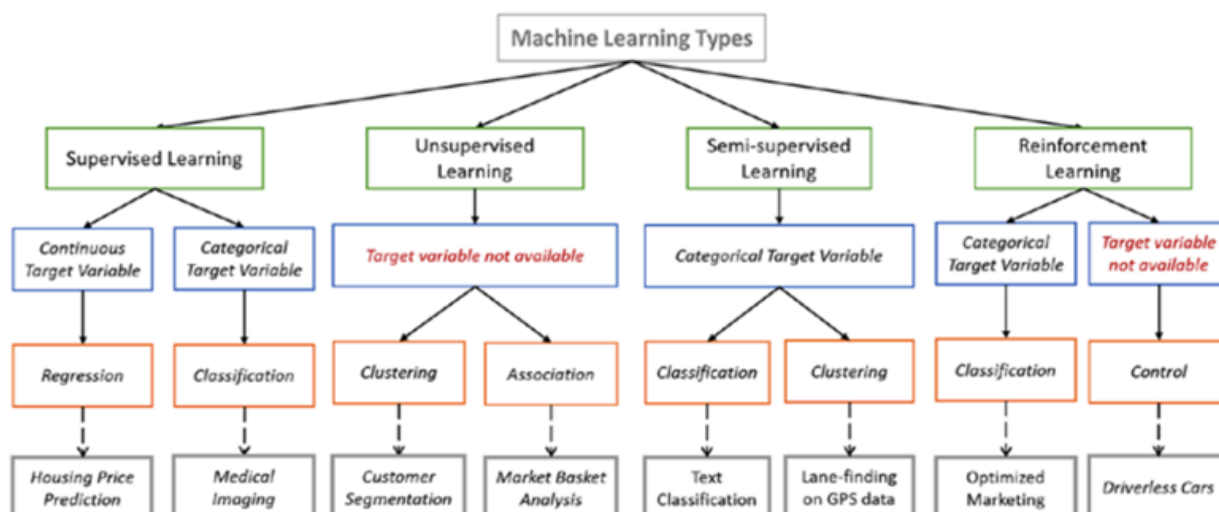 Machine Learning Types
Supervised Learning
Unsupervised
Learning
Semi-supervised
Learning
Reinforcement
Learning
Continuous
Target Variable
Categorical
Target Variable
Target variable not available
Categorical Target Variable
Categorical
Target Variable
Target variable
not available
Regression
Classification
Clustering
Association
Classification
Clustering
Classification
Control
Housing Price
Prediction
Medical
Imaging
Customer
Segmentation
Market Basket
Analysis
Text
Classification
Lane-finding
on GPS data
Optimized
Marketing
Driverless Cars